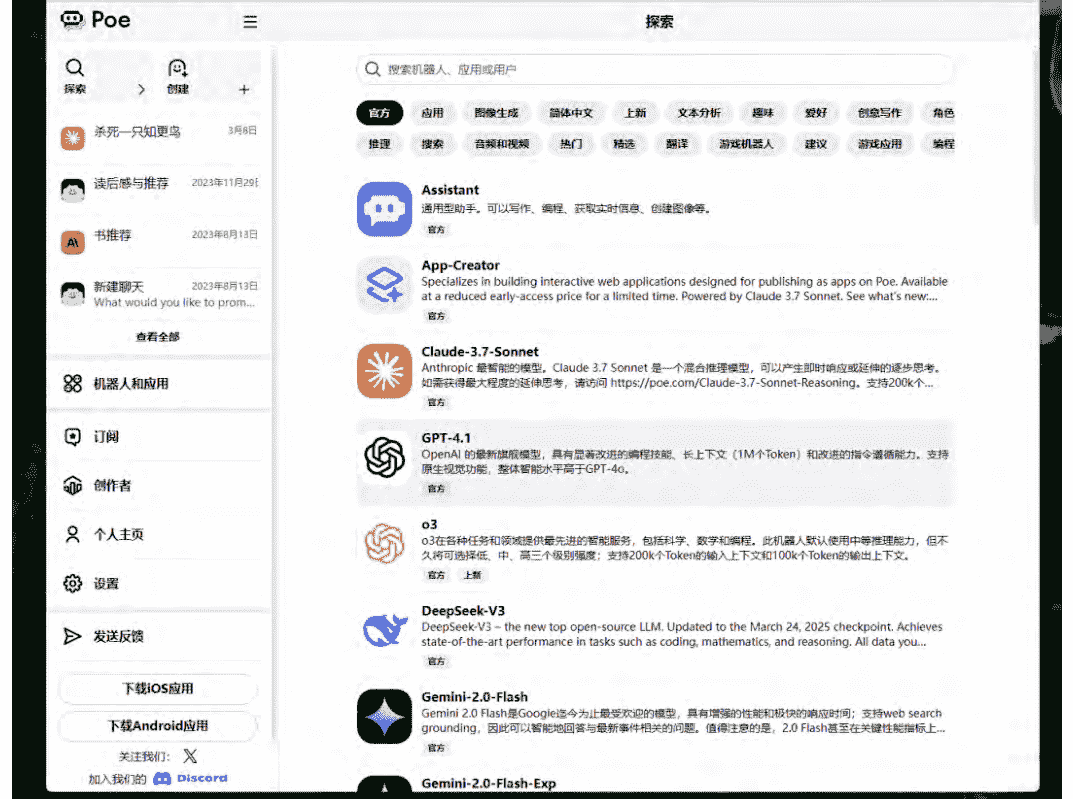 Poe
探索
探索
创建
杀死一只知更鸟 3月8日
读后感与推荐 2023年11月29日
书推荐 2023年8月13日
新建聊天 2023年8月13日
What would you like to prom...
查看全部
机器人和应用
订阅
创作者
个人主页
设置
发送反馈
下载iOS应用
下载Android应用
关注我们: X
加入我们的 Discord
搜索机器人、应用或用户
官方 应用 图像生成 简体中文 上新 文本分析 趣味 爱好 创意写作 角色
推理 搜索 音频和视频 热门 精选 翻译 游戏机器人 建议 游戏应用 编程
Assistant
通用型助手。可以写作、编程、获取实时信息、创建图像等。
官方
App-Creator
Specializes in building interactive web applications designed for publishing as apps on Poe. Available
at a reduced early-access price for a limited time. Powered by Claude 3.7 Sonnet. See what's new:...
官方
Claude-3.7-Sonnet
Anthropic 最智能的模型。Claude 3.7 Sonnet 是一个混合推理模型，可以产生即时响应或延伸的逐步思考。
如需获得最大程度的延伸思考，请访问 https://poe.com/Claude-3.7-Sonnet-Reasoning。支持200k个...
官方
GPT-4.1
OpenAI 的最新旗舰模型，具有显著改进的编程技能、长上下文（1M个Token）和改进的指令遵循能力。支持
原生视觉功能，整体智能水平高于GPT-4o。
官方
o3
o3在各种任务和领域提供最先进的智能服务，包括科学、数学和编程。此机器人默认使用中等推理能力，但不
久将可选择低、中、高三个级别强度；支持200k个Token的输入上下文和100k个Token的输出上下文。
官方 上新
DeepSeek-V3
DeepSeek-V3 – the new top open-source LLM. Updated to the March 24, 2025 checkpoint. Achieves
state-of-the-art performance in tasks such as coding, mathematics, and reasoning. All data you...
官方
Gemini-2.0-Flash
Gemini 2.0 Flash是Google迄今为止最受欢迎的模型，具有增强的性能和极快的响应时间；支持web search
grounding，因此可以智能地回答与最新事件相关的问题。值得注意的是，2.0 Flash甚至在关键性能指标上...
官方
Gemini-2.0-Flash-Exp